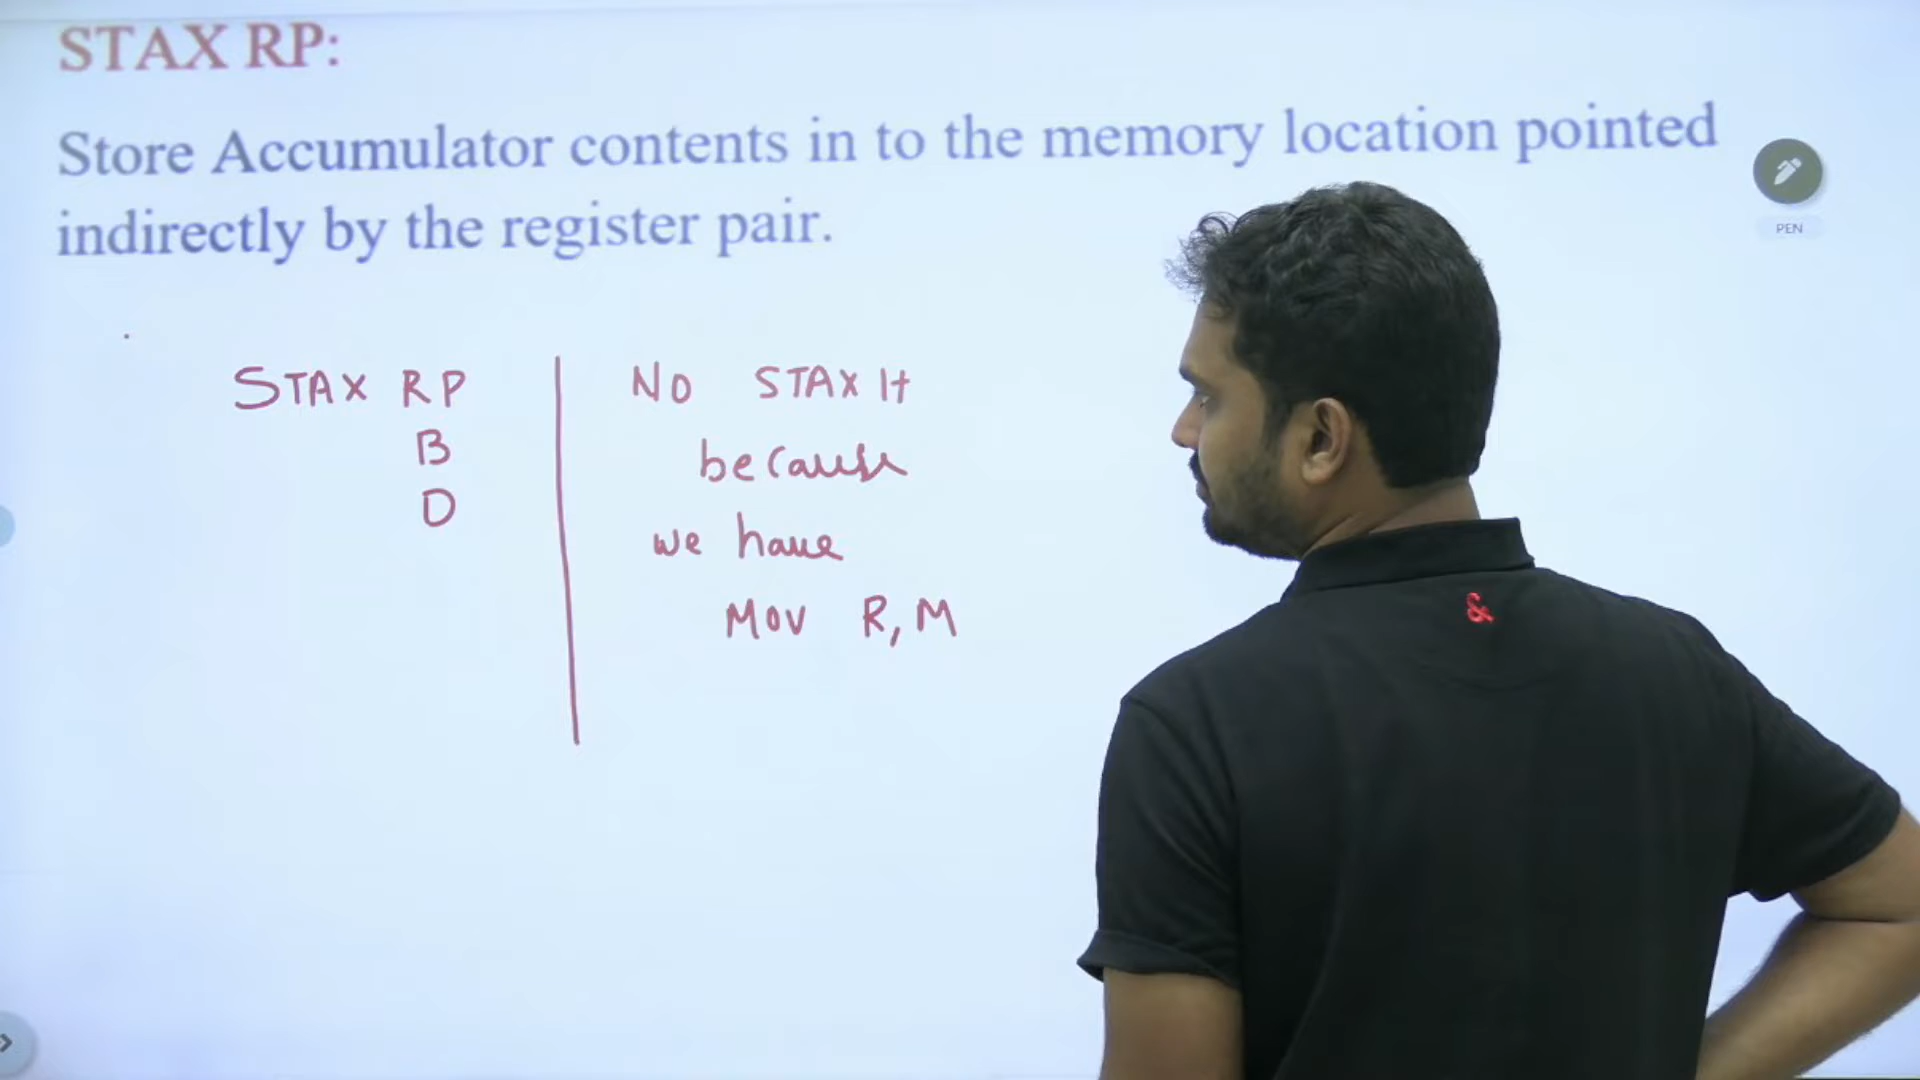 STAX RP:
Store Accumulator contents in to the memory location pointed
indirectly by the register pair.
PEN
STAX RP
B
D
NO STAX H
because
we have
MOV R, M
&